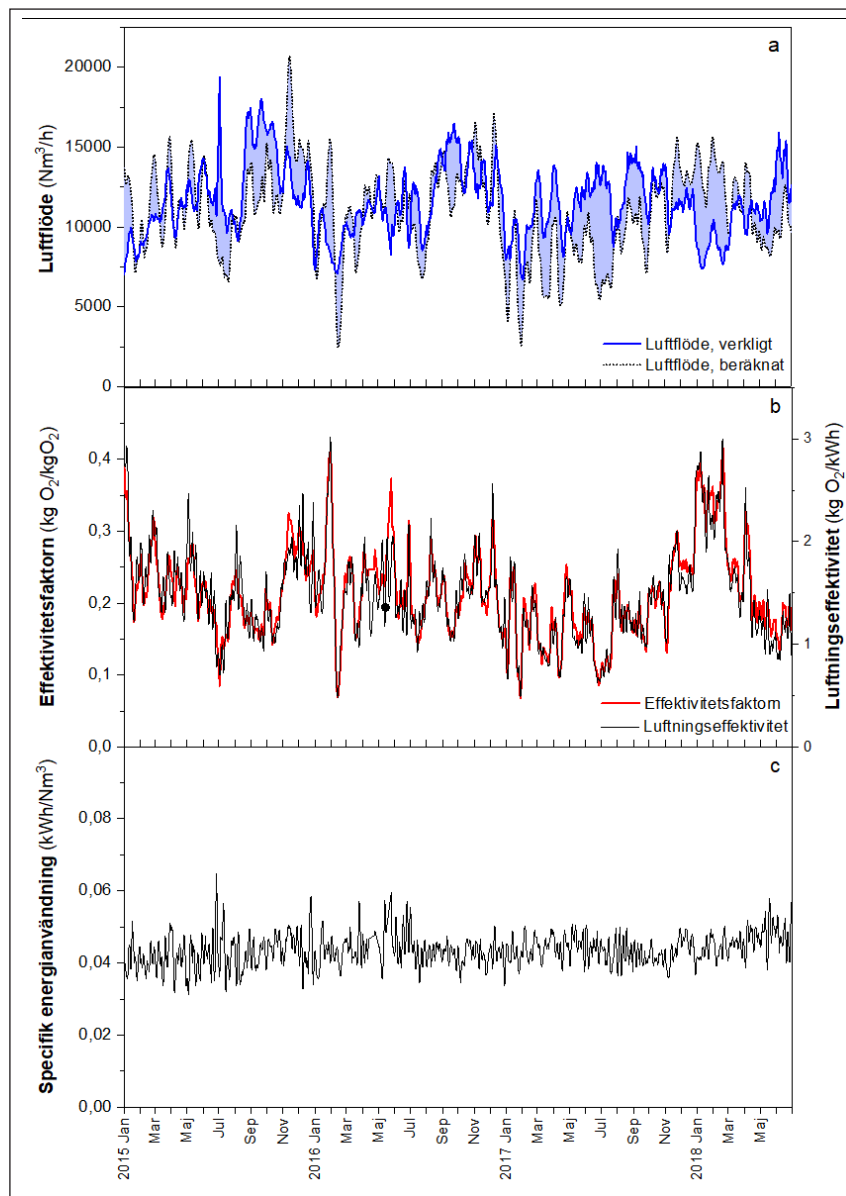 a
20000
15000
10000
5000
0
Luftflöde (Nm³/h)
Luftflöde, verkligt
Luftflöde, beräknat
b
0,4
0,3
0,2
0,1
0,0
Effektivitetsfaktorn (kg O₂/kgO₂)
3
2
1
0
Luftningseffektivitet (kg O₂/kWh)
Effektivitetsfaktorn
Luftningseffektivitet
c
0,08
0,06
0,04
0,02
0,00
Specifik energianvändning (kWh/Nm³)
2015 Jan
Mar
Maj
Jul
Sep
Nov
2016 Jan
Mar
Maj
Jul
Sep
Nov
2017 Jan
Mar
Maj
Jul
Sep
Nov
2018 Jan
Mar
Maj